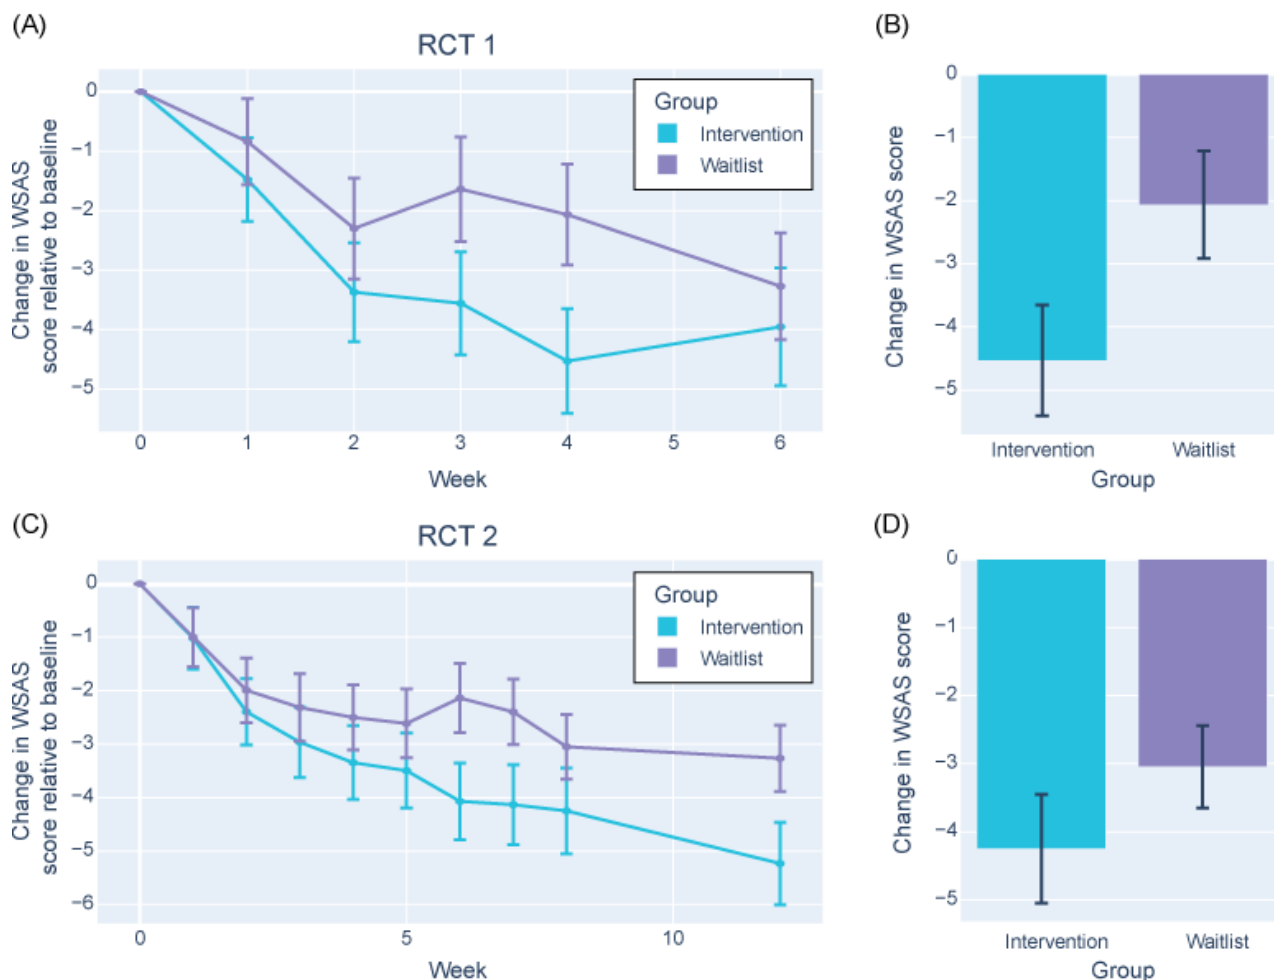 (A)
RCT 1
0
−1
−2
−3
−4
−5
Change in WSAS
score relative to baseline
Group
Intervention
Waitlist
0 1 2 3 4 5 6
Week
(B)
0
−1
−2
−3
−4
−5
Change in WSAS score
Intervention Waitlist
Group
(C)
RCT 2
0
−1
−2
−3
−4
−5
−6
Change in WSAS
score relative to baseline
Group
Intervention
Waitlist
0 5 10
Week
(D)
0
−1
−2
−3
−4
−5
Change in WSAS score
Intervention Waitlist
Group